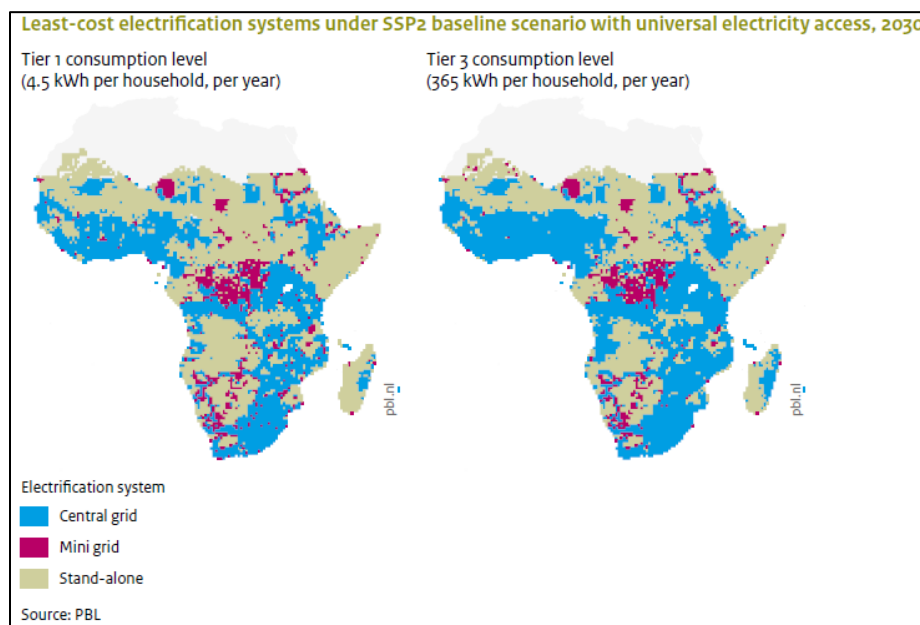 Least-cost electrification systems under SSP2 baseline scenario with universal electricity access, 2030
Tier 1 consumption level
(4.5 kWh per household, per year)
Tier 3 consumption level
(365 kWh per household, per year)
pbl.nl
pbl.nl
Electrification system
Central grid
Mini grid
Stand-alone
Source: PBL